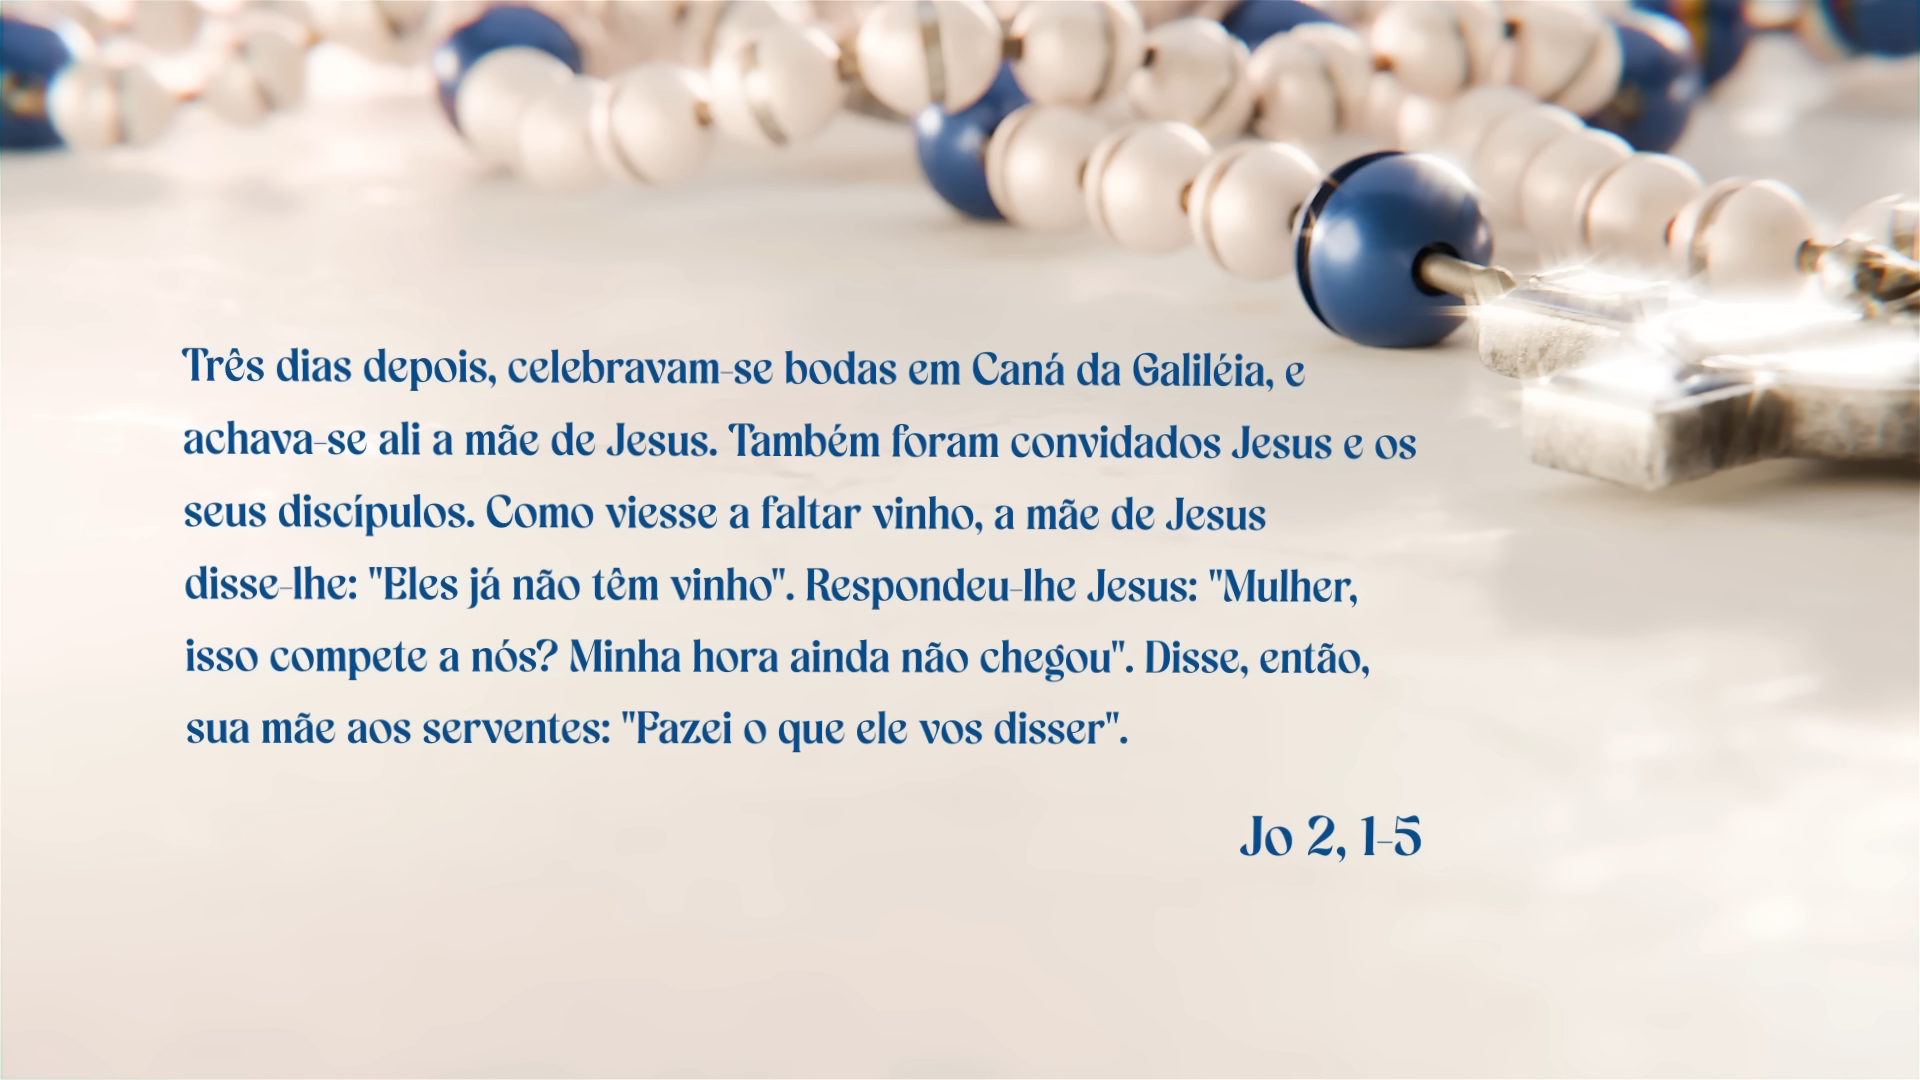 Três dias depois, celebravam-se bodas em Caná da Galiléia, e
achava-se ali a mãe de Jesus. Também foram convidados Jesus e os
seus discípulos. Como viesse a faltar vinho, a mãe de Jesus
disse-lhe: "Eles já não têm vinho". Respondeu-lhe Jesus: "Mulher,
isso compete a nós? Minha hora ainda não chegou". Disse, então,
sua mãe aos serventes: "Fazei o que ele vos disser".
Jo 2, 1-5